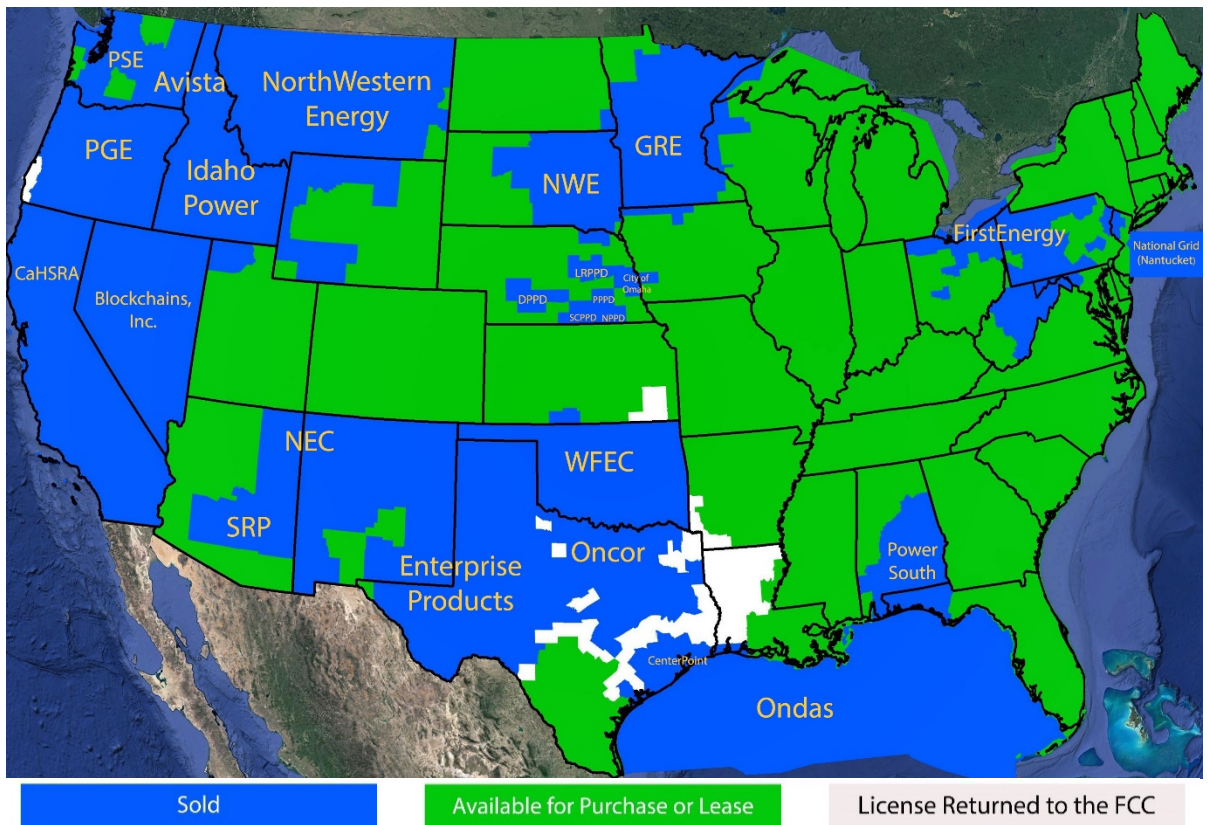 PSE
Avista
NorthWestern
Energy
PGE
Idaho
Power
GRE
NWE
FirstEnergy
National Grid
(Nantucket)
CaHSRA
Blockchains,
Inc.
LRPPD
City of
Omaha
DPPD
PPPD
SCPPD
NPPD
NEC
WFEC
SRP
Oncor
Enterprise
Products
Power
South
CenterPoint
Ondas
Sold
Available for Purchase or Lease
License Returned to the FCC